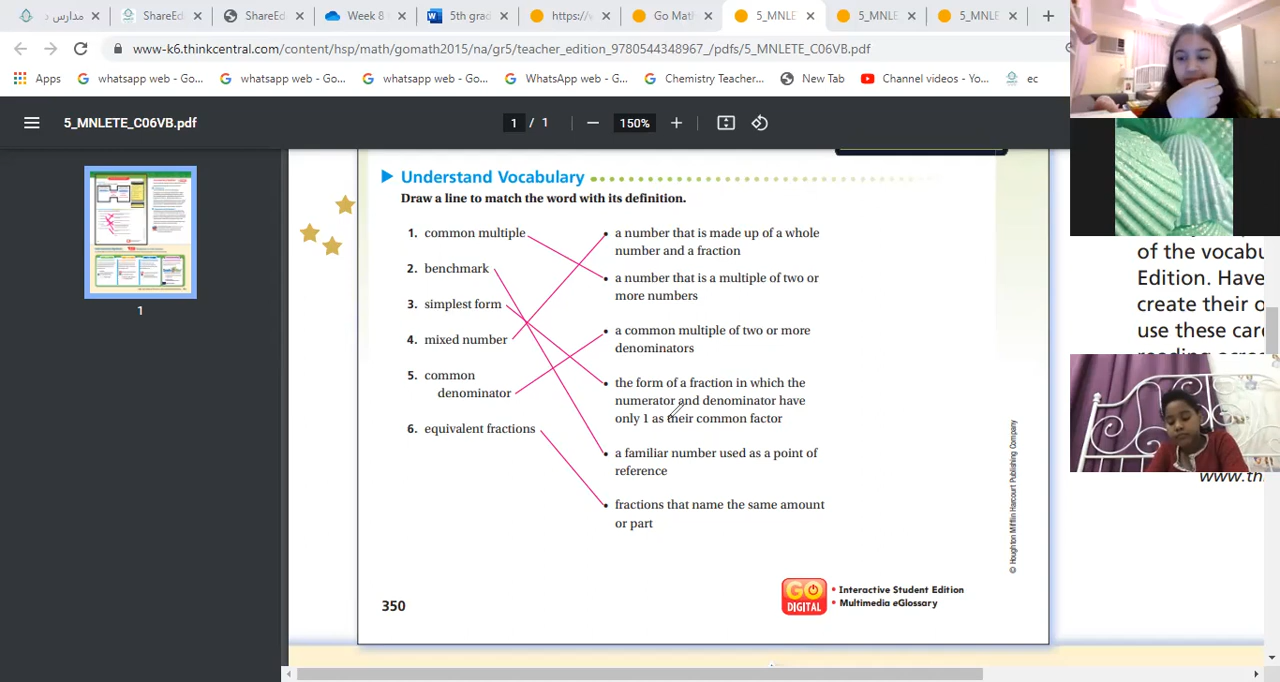 مدارس ن
ShareEd
ShareEd
Week 8
5th grad
https://w
Go Math
5_MNLE
5_MNLE
5_MNLE
www-k6.thinkcentral.com/content/hsp/math/gomath2015/na/gr5/teacher_edition_9780544348967_/pdfs/5_MNLETE_C06VB.pdf
Apps
whatsapp web - Go...
whatsapp web - Go...
whatsapp web - Go...
WhatsApp web - G...
Chemistry Teacher...
New Tab
Channel videos - Yo...
ec
5_MNLETE_C06VB.pdf
1 / 1
150%
1
Understand Vocabulary
Draw a line to match the word with its definition.
1. common multiple
2. benchmark
3. simplest form
4. mixed number
5. common
denominator
6. equivalent fractions
• a number that is made up of a whole
number and a fraction
• a number that is a multiple of two or
more numbers
• a common multiple of two or more
denominators
• the form of a fraction in which the
numerator and denominator have
only 1 as their common factor
• a familiar number used as a point of
reference
• fractions that name the same amount
or part
350
GO
DIGITAL
• Interactive Student Edition
• Multimedia eGlossary
© Houghton Mifflin Harcourt Publishing Company
of the vocabu
Edition. Have
create their o
use these card
www.th